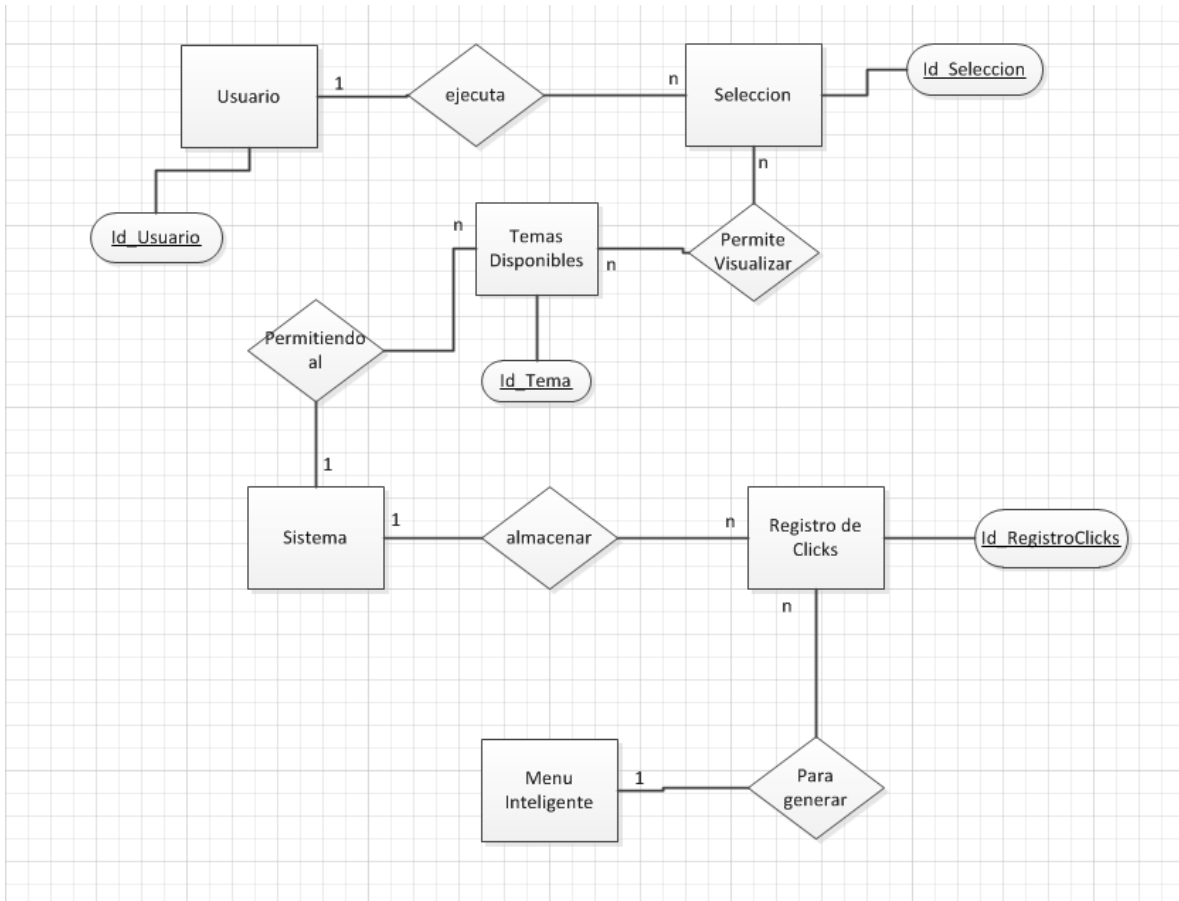 Usuario
1
ejecuta
n
Seleccion
Id_Seleccion
n
Id_Usuario
n
Temas
Disponibles
n
Permite
Visualizar
Permitiendo
al
Id_Tema
1
Sistema
1
almacenar
n
Registro de
Clicks
Id_RegistroClicks
n
Menu
Inteligente
1
Para
generar